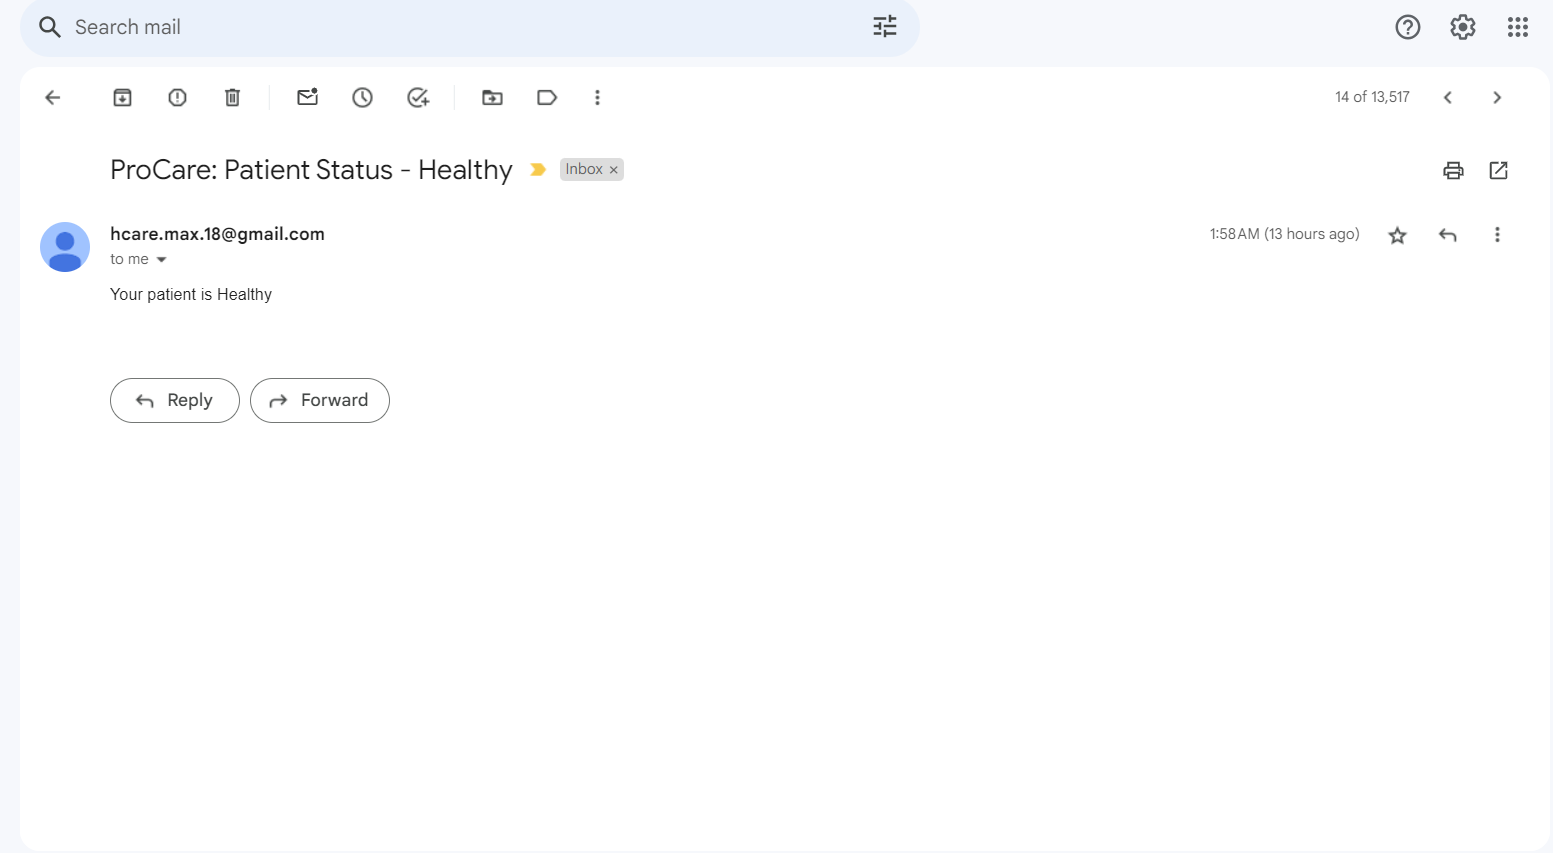 Search mail
14 of 13,517
ProCare: Patient Status - Healthy
Inbox ×
hcare.max.18@gmail.com
1:58 AM (13 hours ago)
to me
Your patient is Healthy
Reply
Forward